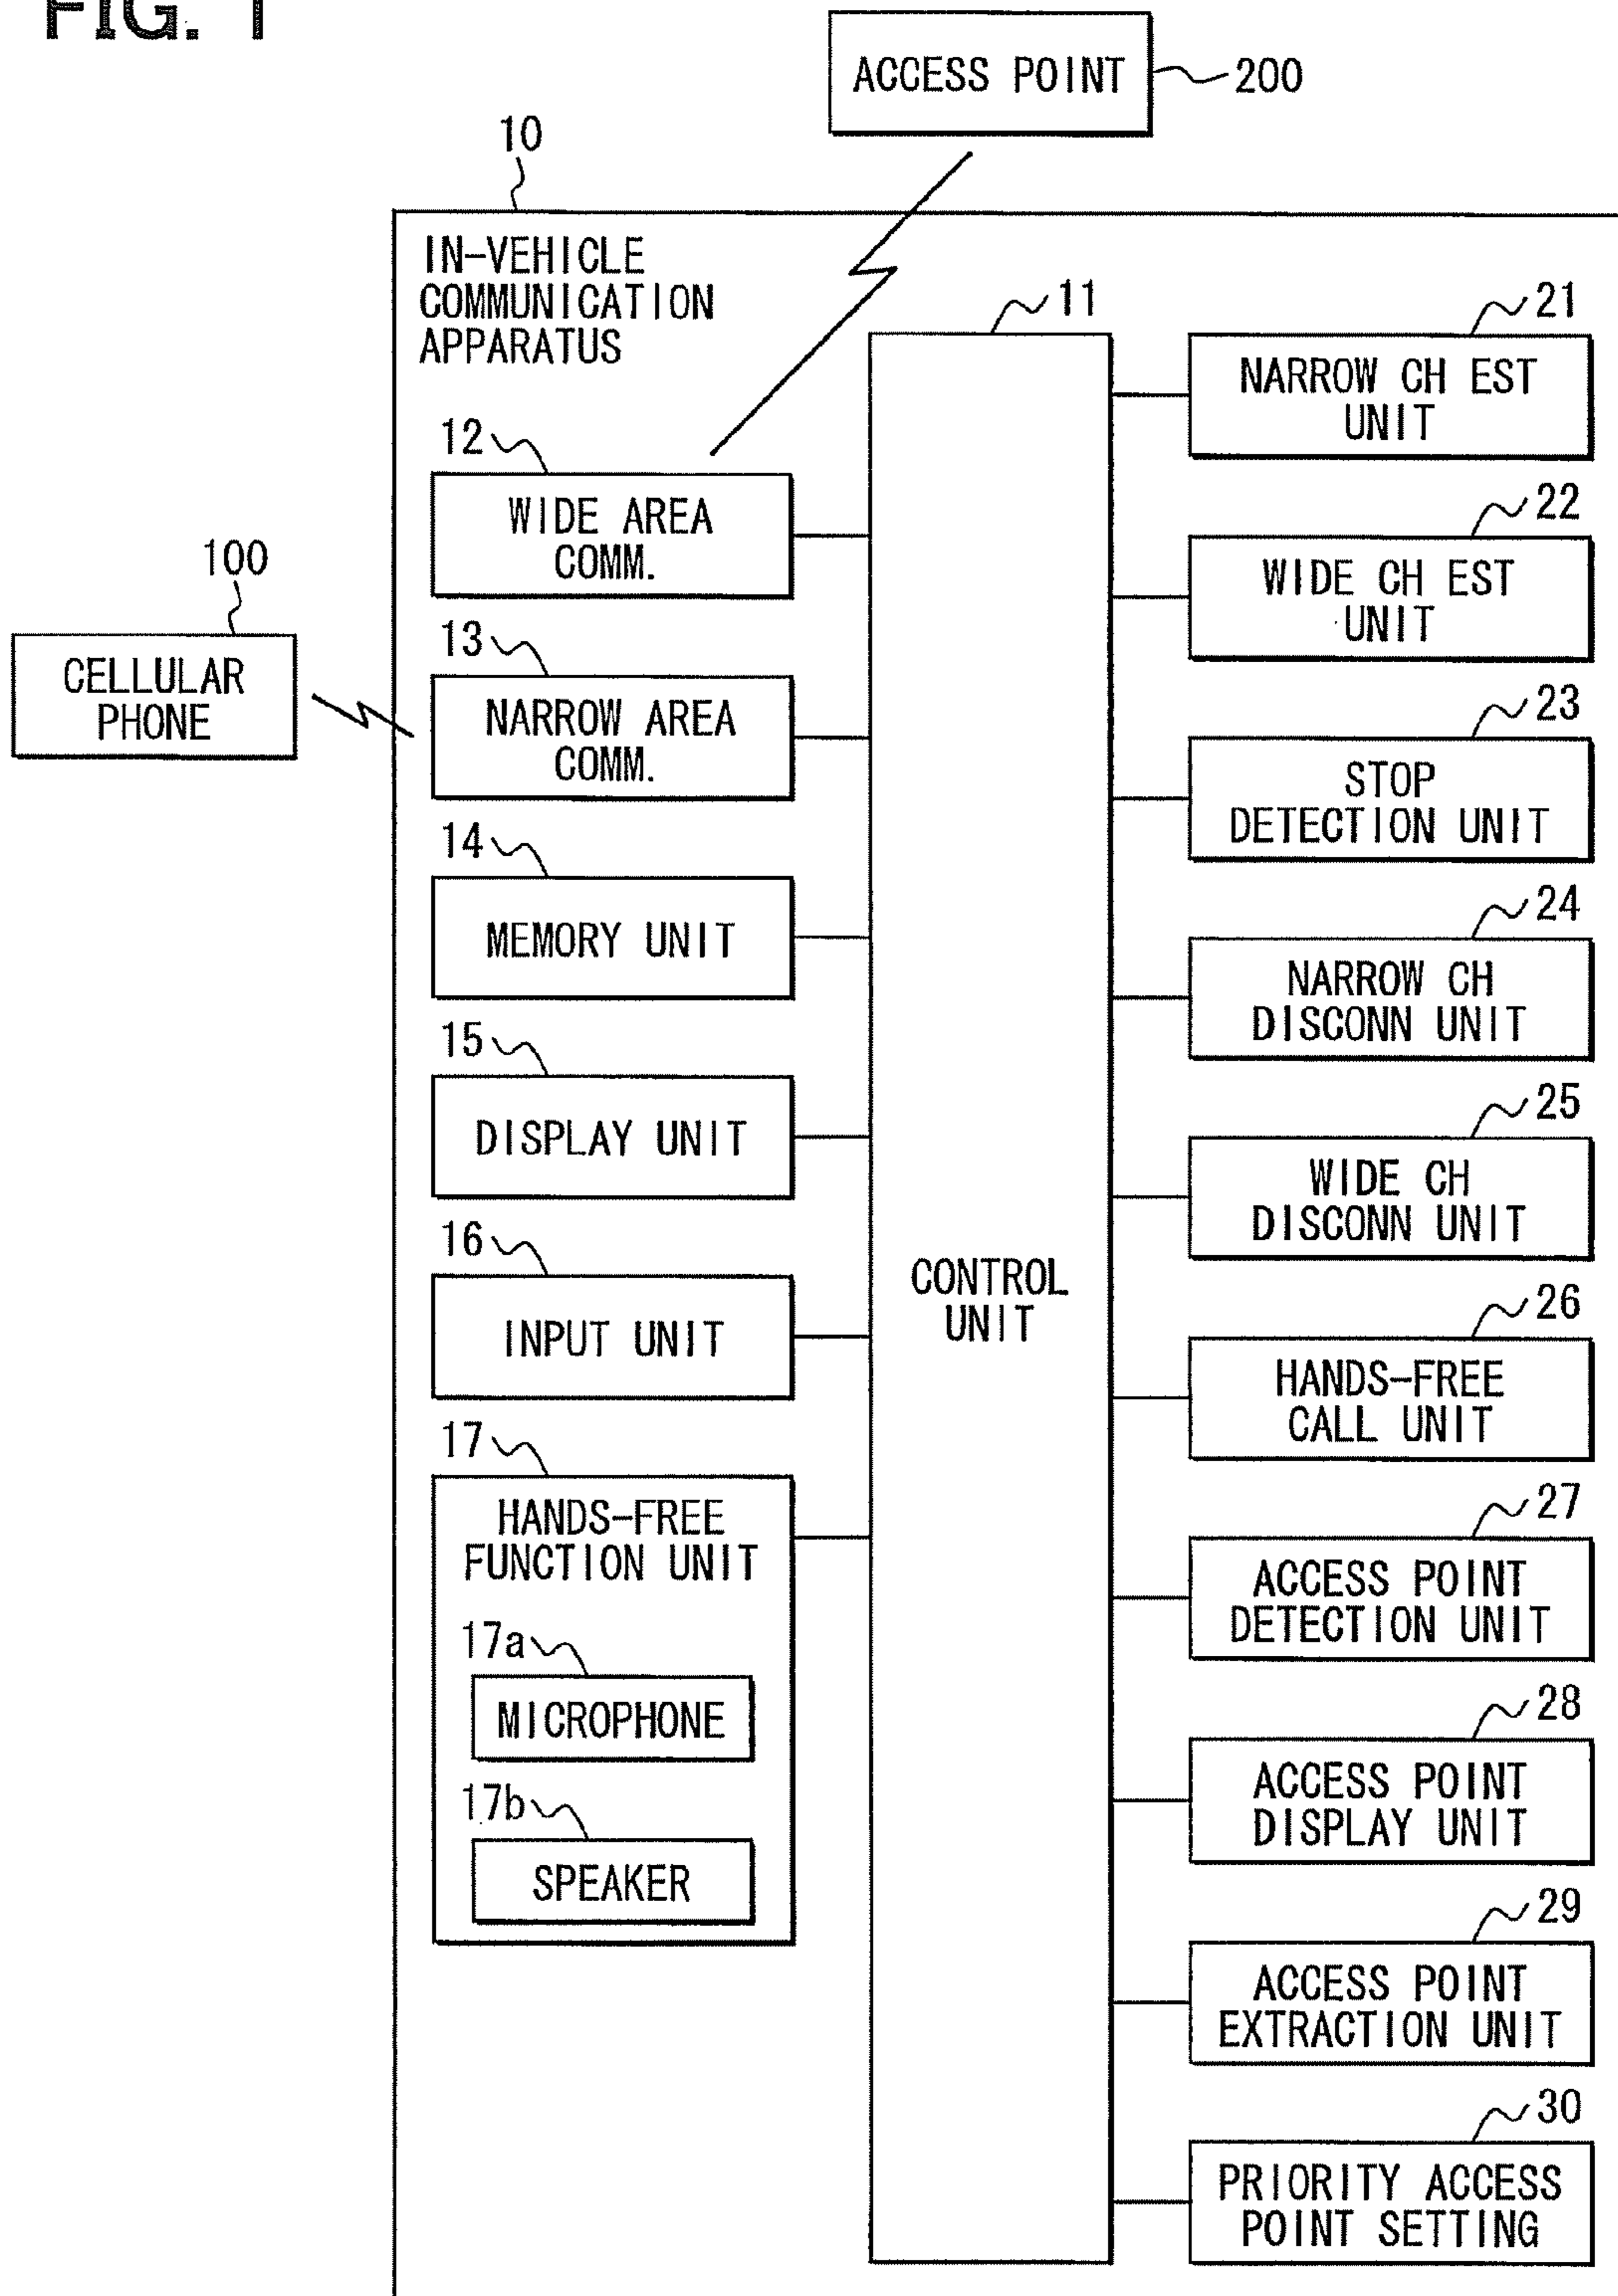 FIG. 1
ACCESS POINT
200
10
IN-VEHICLE
COMMUNICATION
APPARATUS
11
12
WIDE AREA
COMM.
100
CELLULAR
PHONE
13
NARROW AREA
COMM.
14
MEMORY UNIT
15
DISPLAY UNIT
16
INPUT UNIT
17
HANDS-FREE
FUNCTION UNIT
17a
MICROPHONE
17b
SPEAKER
CONTROL
UNIT
21
NARROW CH EST
UNIT
22
WIDE CH EST
UNIT
23
STOP
DETECTION UNIT
24
NARROW CH
DISCONN UNIT
25
WIDE CH
DISCONN UNIT
26
HANDS-FREE
CALL UNIT
27
ACCESS POINT
DETECTION UNIT
28
ACCESS POINT
DISPLAY UNIT
29
ACCESS POINT
EXTRACTION UNIT
30
PRIORITY ACCESS
POINT SETTING